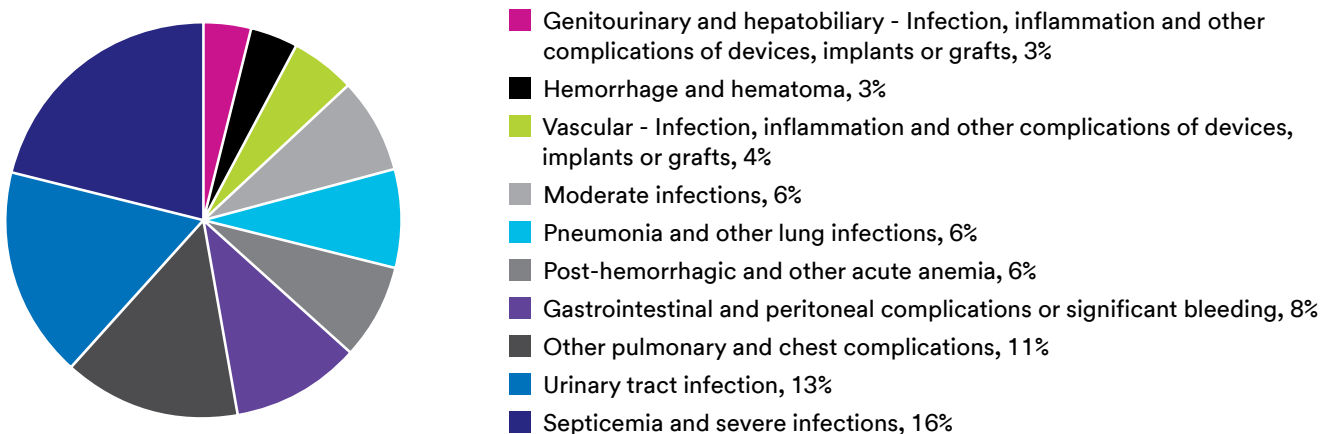 Genitourinary and hepatobiliary - Infection, inflammation and other
complications of devices, implants or grafts, 3%
Hemorrhage and hematoma, 3%
Vascular - Infection, inflammation and other complications of devices,
implants or grafts, 4%
Moderate infections, 6%
Pneumonia and other lung infections, 6%
Post-hemorrhagic and other acute anemia, 6%
Gastrointestinal and peritoneal complications or significant bleeding, 8%
Other pulmonary and chest complications, 11%
Urinary tract infection, 13%
Septicemia and severe infections, 16%